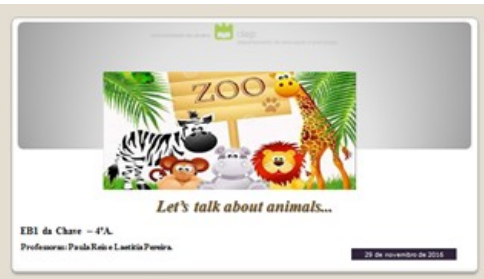 ZOO
Let's talk about animals...
EB1 da Chave – 4ºA.
Professoras: Paula Reis e Laetitia Pereira.
29 de novembro de 2016